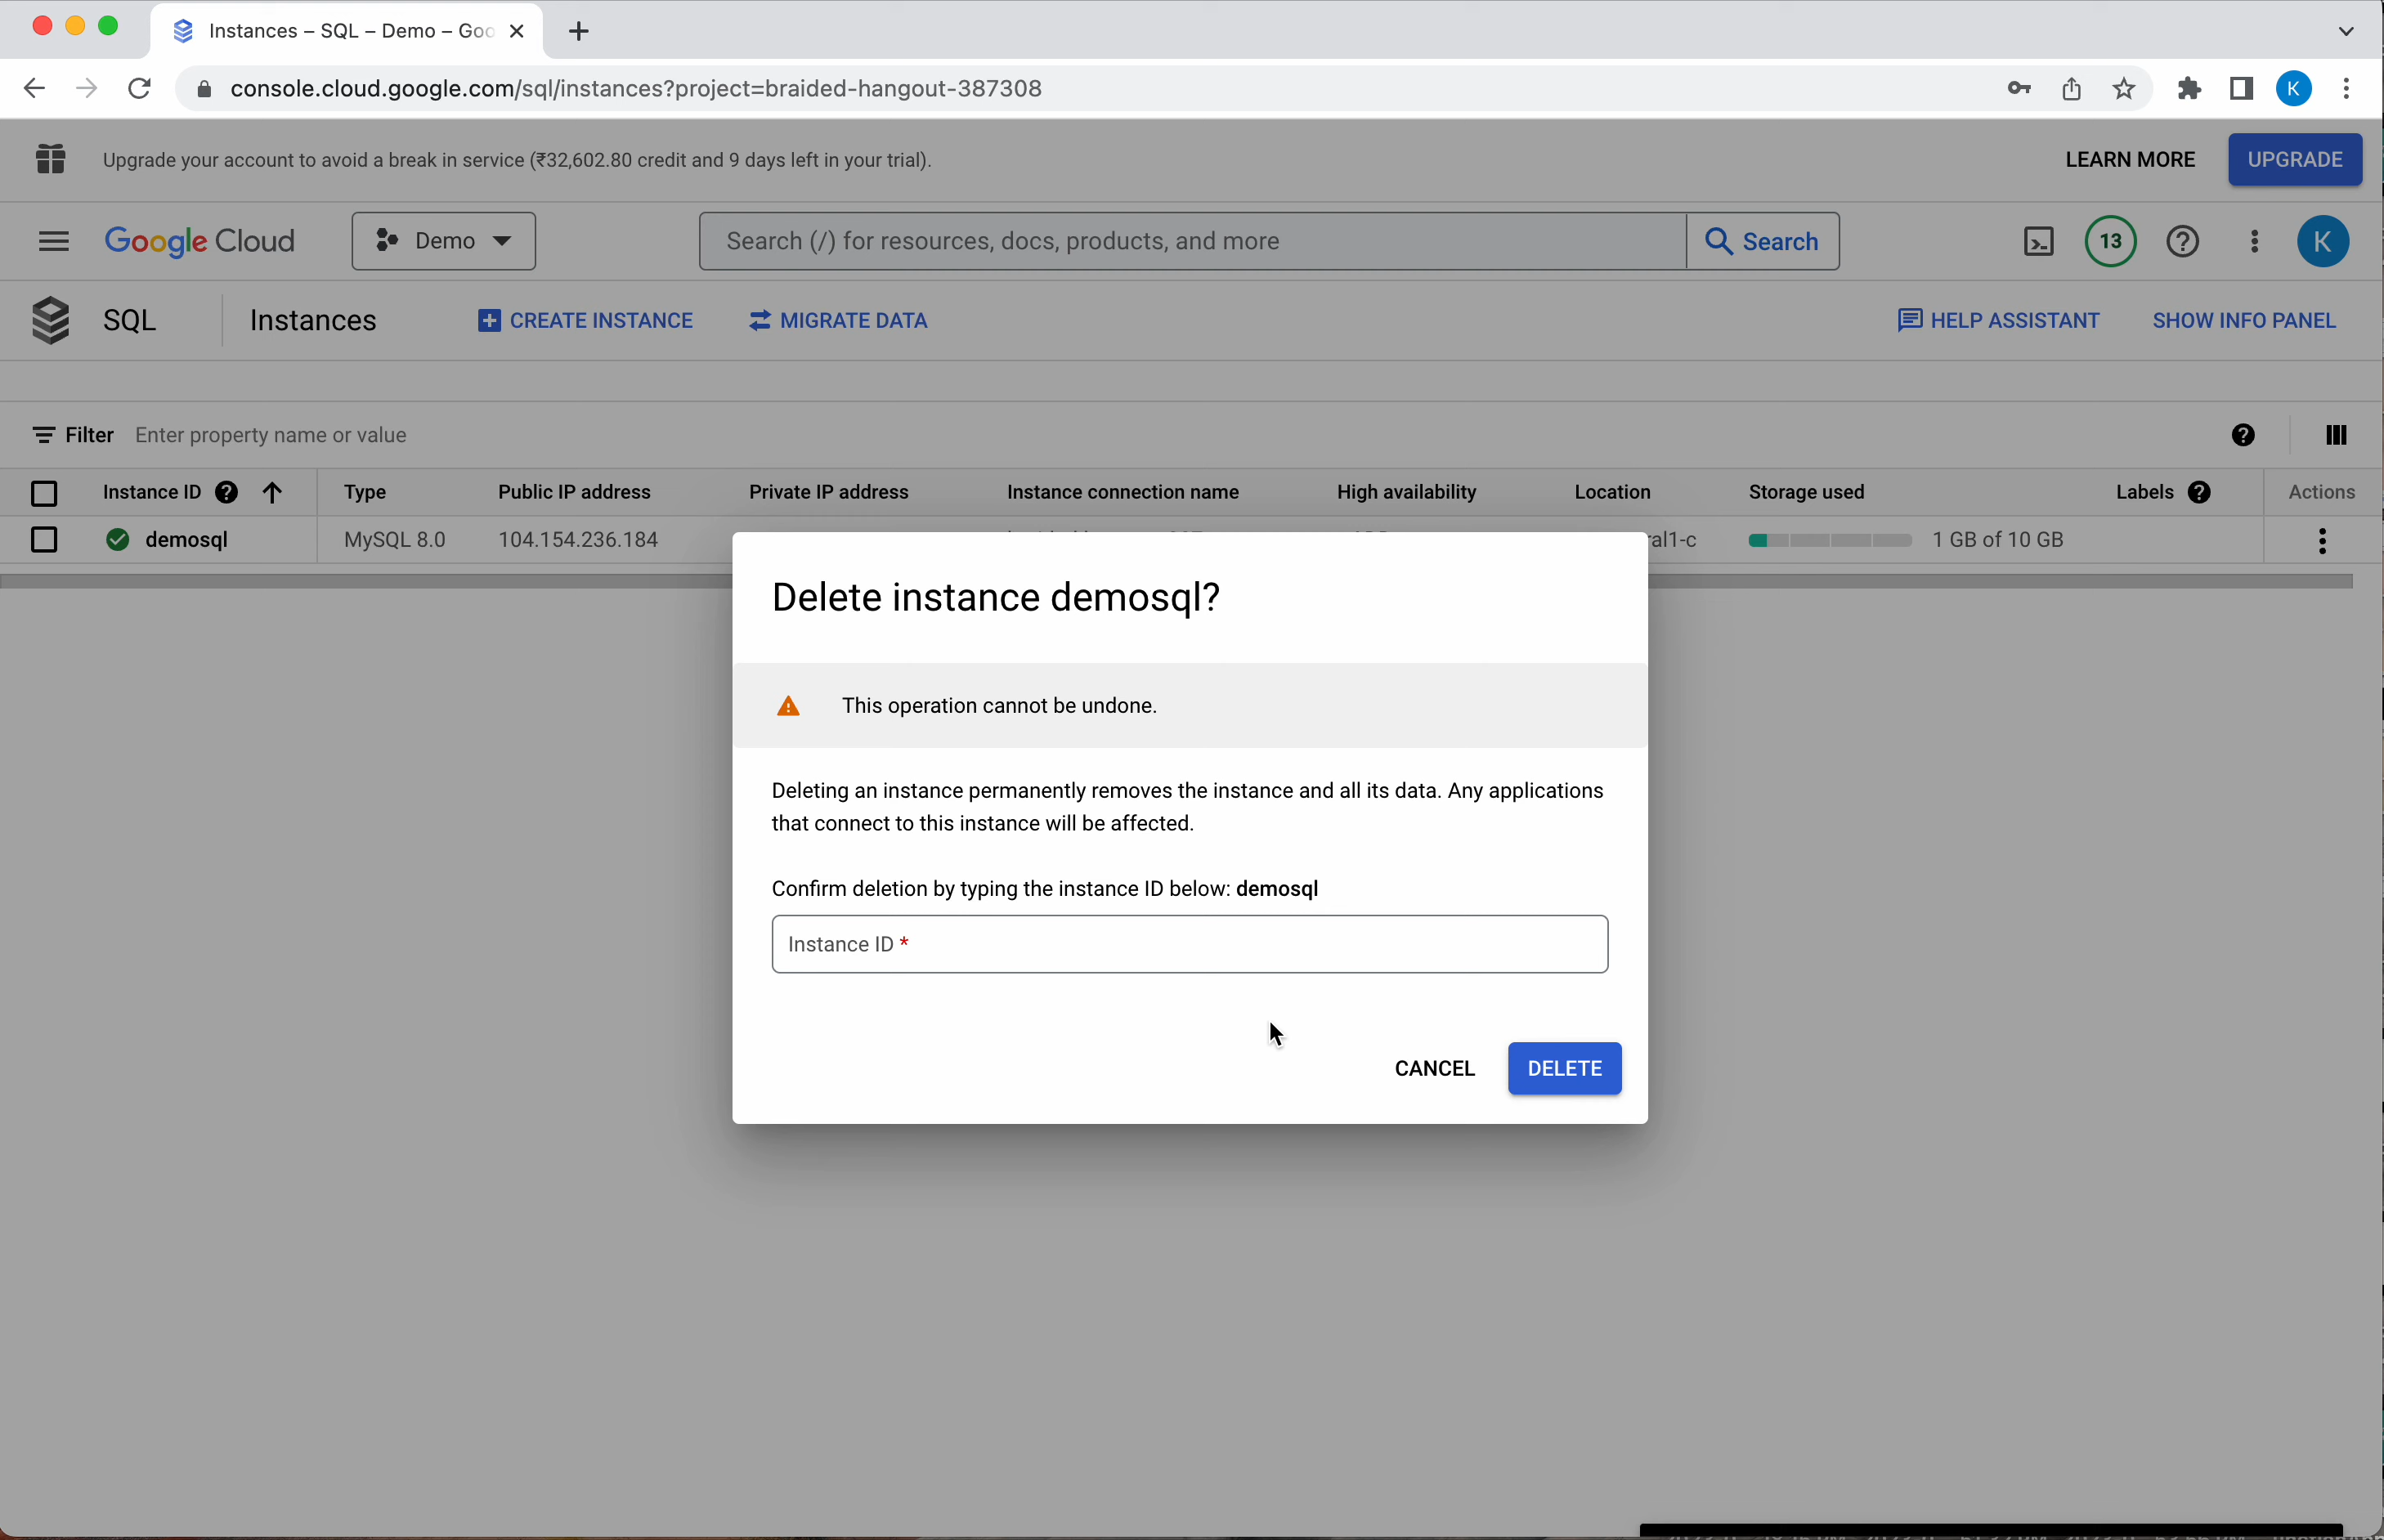 Instances – SQL – Demo – Goo
console.cloud.google.com/sql/instances?project=braided-hangout-387308
K
Upgrade your account to avoid a break in service (₹32,602.80 credit and 9 days left in your trial).
LEARN MORE
UPGRADE
Google Cloud
Demo
Search (/) for resources, docs, products, and more
Search
13
K
SQL
Instances
CREATE INSTANCE
MIGRATE DATA
HELP ASSISTANT
SHOW INFO PANEL
Filter
Enter property name or value
Instance ID
Type
Public IP address
Private IP address
Instance connection name
High availability
Location
Storage used
Labels
Actions
demosql
MySQL 8.0
104.154.236.184
ral1-c
1 GB of 10 GB
Delete instance demosql?
This operation cannot be undone.
Deleting an instance permanently removes the instance and all its data. Any applications
that connect to this instance will be affected.
Confirm deletion by typing the instance ID below: demosql
Instance ID *
CANCEL
DELETE